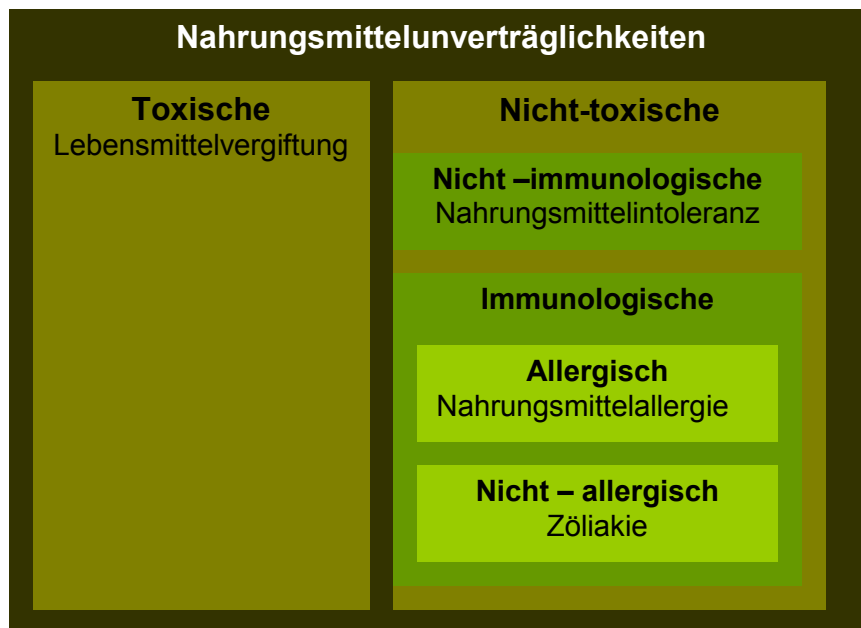 Nahrungsmittelunverträglichkeiten
Toxische
Lebensmittelvergiftung
Nicht-toxische
Nicht –immunologische
Nahrungsmittelintoleranz
Immunologische
Allergisch
Nahrungsmittelallergie
Nicht – allergisch
Zöliakie